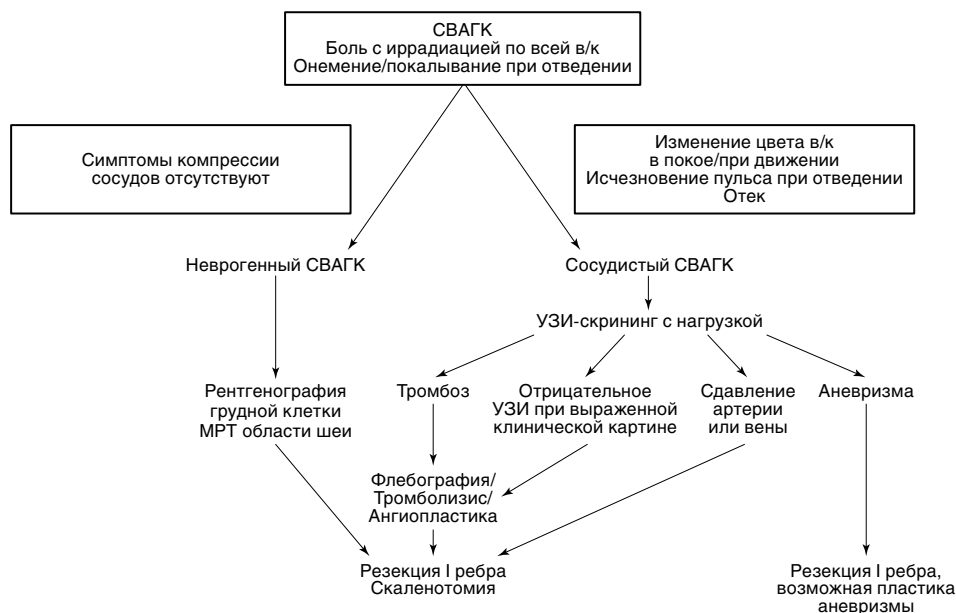 СВАГК
Боль с иррадиацией по всей в/к
Онемение/покалывание при отведении
Симптомы компрессии
сосудов отсутствуют
Изменение цвета в/к
в покое/при движении
Исчезновение пульса при отведении
Отек
Неврогенный СВАГК
Сосудистый СВАГК
УЗИ-скрининг с нагрузкой
Рентгенография
грудной клетки
МРТ области шеи
Тромбоз
Отрицательное
УЗИ при выраженной
клинической картине
Сдавление
артерии
или вены
Аневризма
Флебография/
Тромболизис/
Ангиопластика
Резекция I ребра
Скаленотомия
Резекция I ребра,
возможная пластика
аневризмы